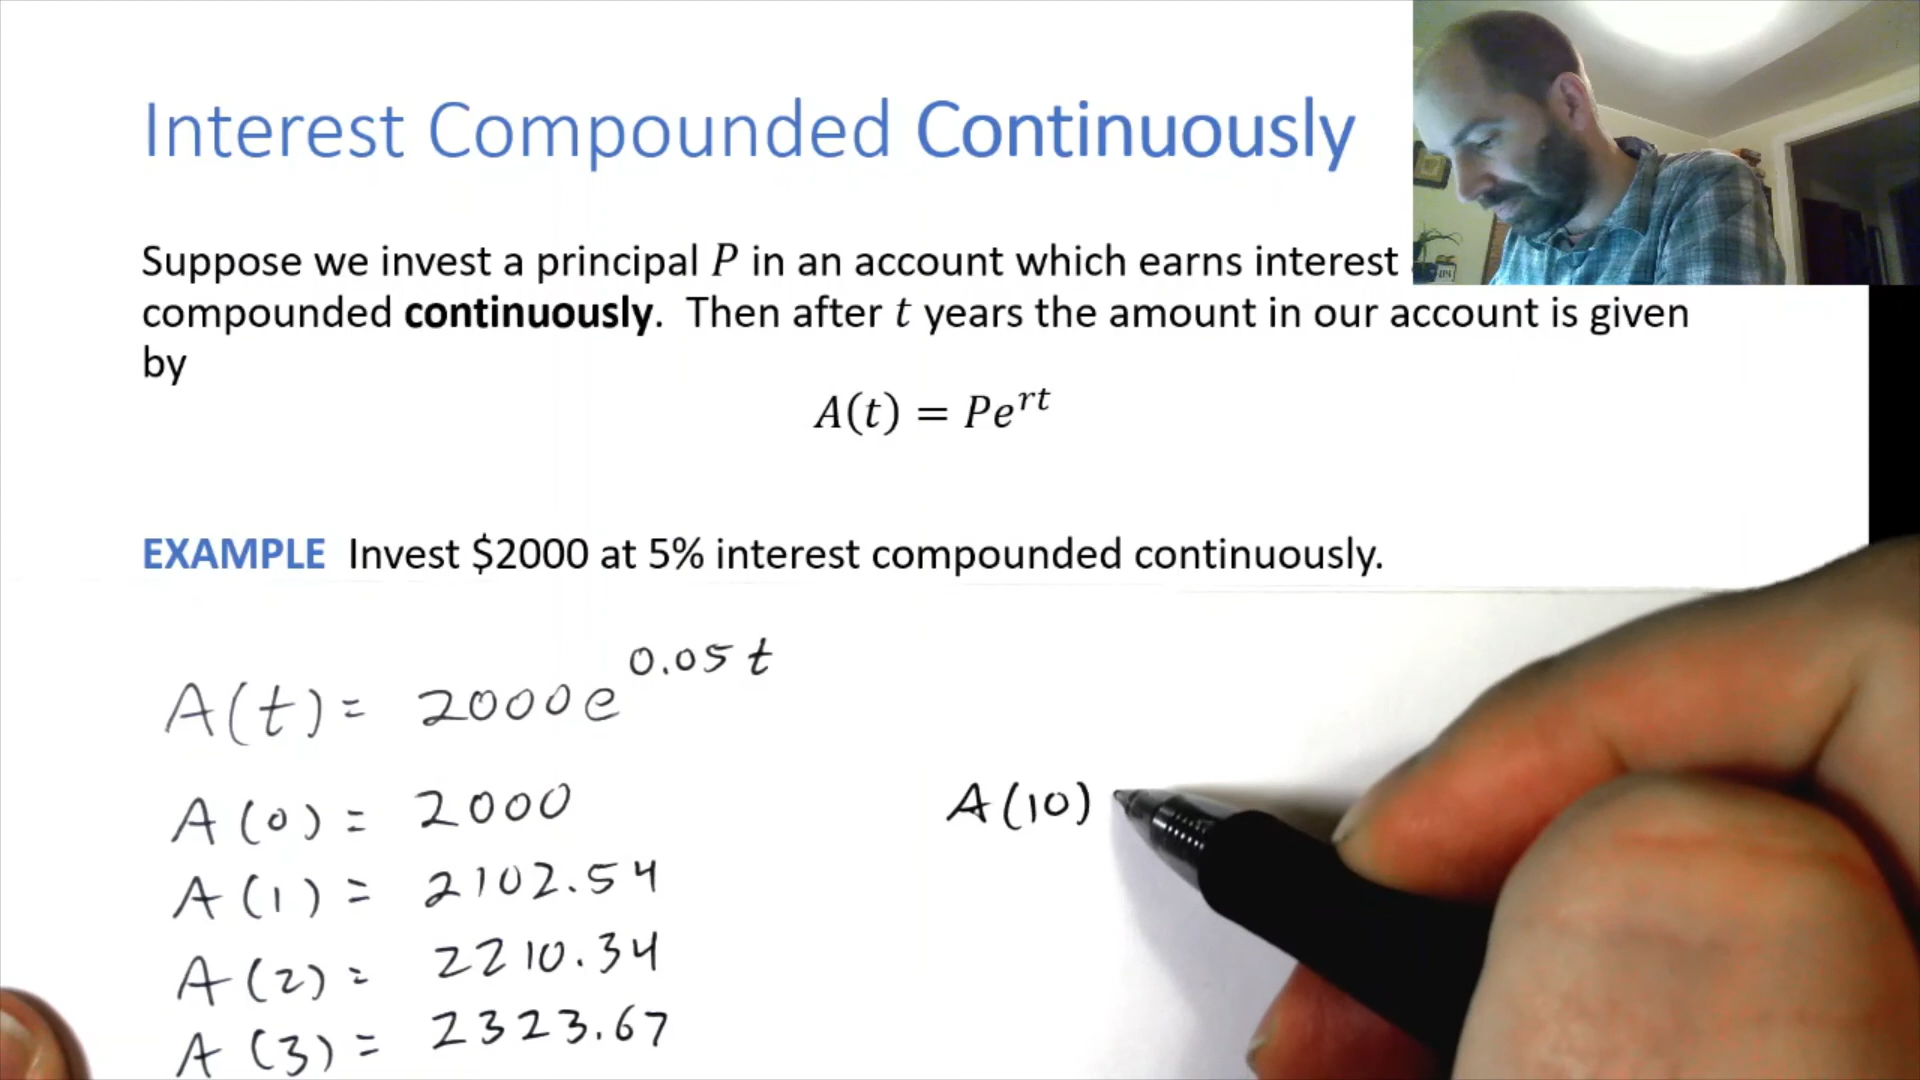 Interest Compounded Continuously
Suppose we invest a principal P in an account which earns interest
compounded continuously. Then after t years the amount in our account is given
by
A(t) = Pe^{rt}
EXAMPLE Invest $2000 at 5% interest compounded continuously.
A(t) = 2000e^{0.05t}
A(0) = 2000
A(1) = 2102.54
A(2) = 2210.34
A(3) = 2323.67
A(10)